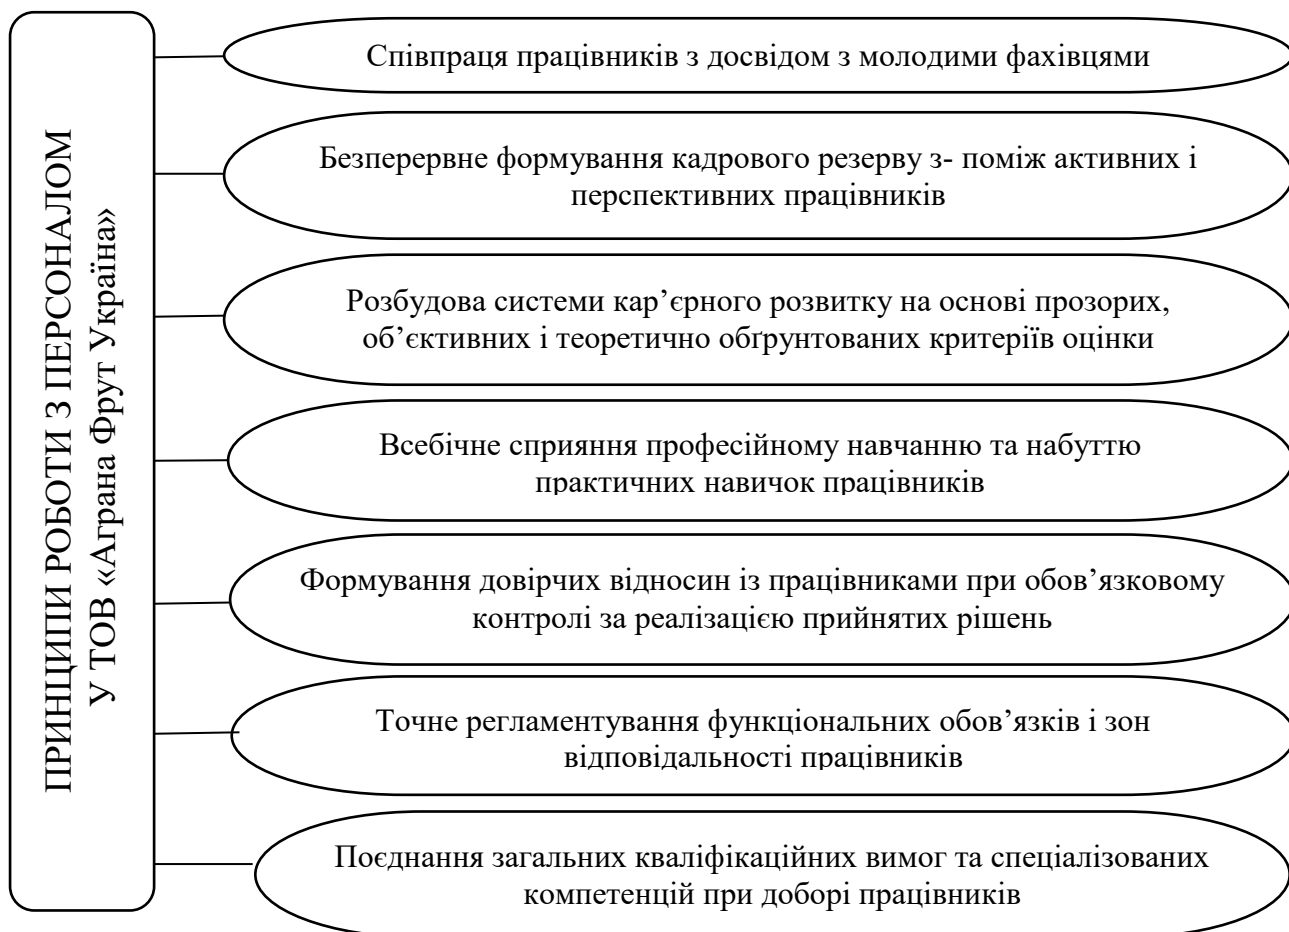 ПРИНЦИПИ РОБОТИ З ПЕРСОНАЛОМ
У ТОВ «Аграна Фрут Україна»
Співпраця працівників з досвідом з молодими фахівцями
Безперервне формування кадрового резерву з- поміж активних і
перспективних працівників
Розбудова системи кар’єрного розвитку на основі прозорих,
об’єктивних і теоретично обґрунтованих критеріїв оцінки
Всебічне сприяння професійному навчанню та набуттю
практичних навичок працівників
Формування довірчих відносин із працівниками при обов’язковому
контролі за реалізацією прийнятих рішень
Точне регламентування функціональних обов’язків і зон
відповідальності працівників
Поєднання загальних кваліфікаційних вимог та спеціалізованих
компетенцій при доборі працівників